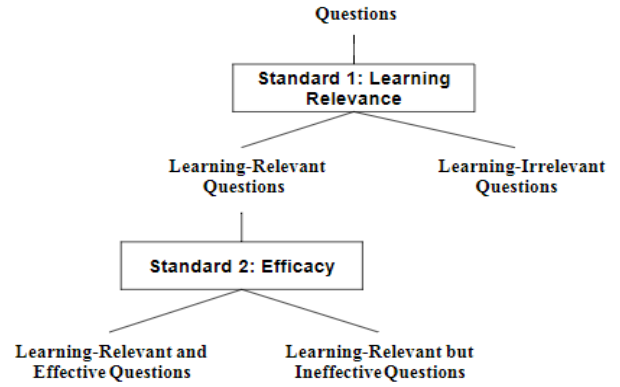 Questions
Standard 1: Learning
Relevance
Learning-Relevant
Questions
Learning-Irrelevant
Questions
Standard 2: Efficacy
Learning-Relevant and
Effective Questions
Learning-Relevant but
Ineffective Questions